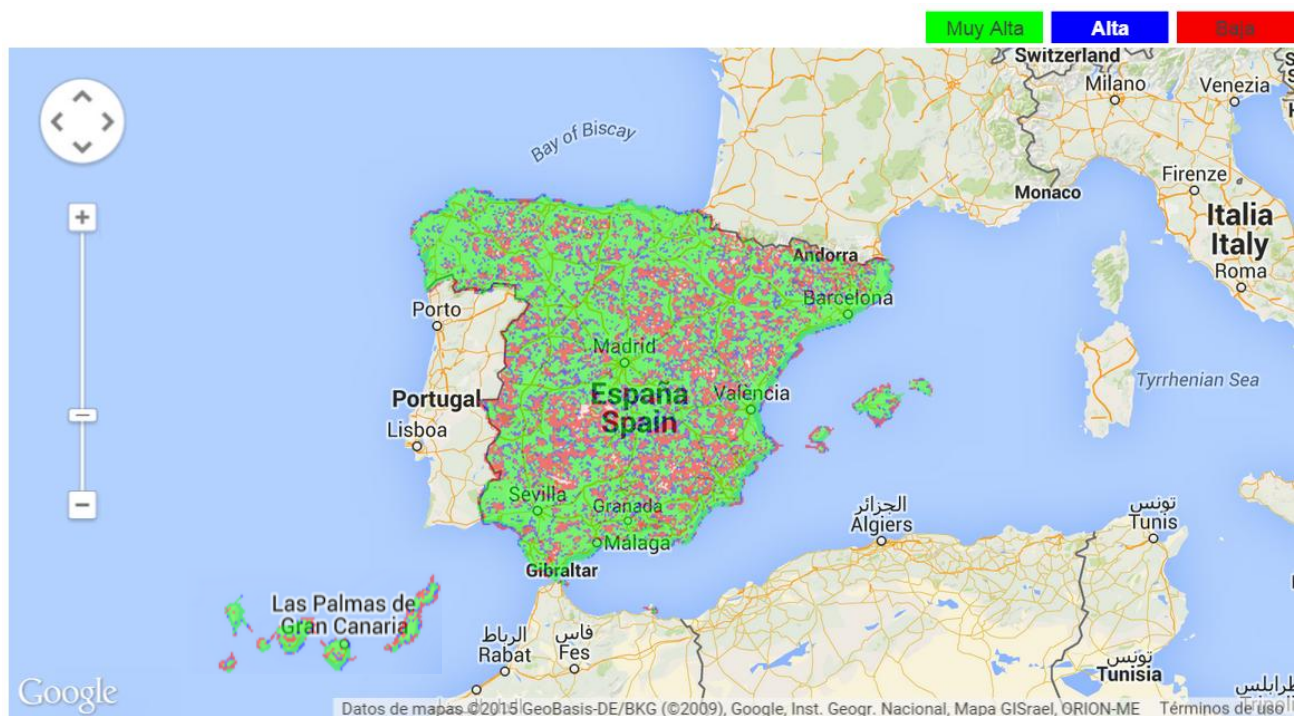 Muy Alta
Alta
Baja
Switzerland
Milano
Venezia
Bay of Biscay
Monaco
Firenze
Italia
Italy
Roma
Andorra
Barcelona
Porto
Madrid
España
Spain
València
Portugal
Lisboa
Tyrrhenian Sea
Sevilla
Granada
Málaga
Gibraltar
الجزائر
Algiers
تونس
Tunis
Las Palmas de
Gran Canaria
الرباط
Rabat
فاس
Fes
تونس
Tunisia
طرابلس
Google
Datos de mapas ©2015 GeoBasis-DE/BKG (©2009), Google, Inst. Geogr. Nacional, Mapa GISrael, ORION-ME
Términos de uso